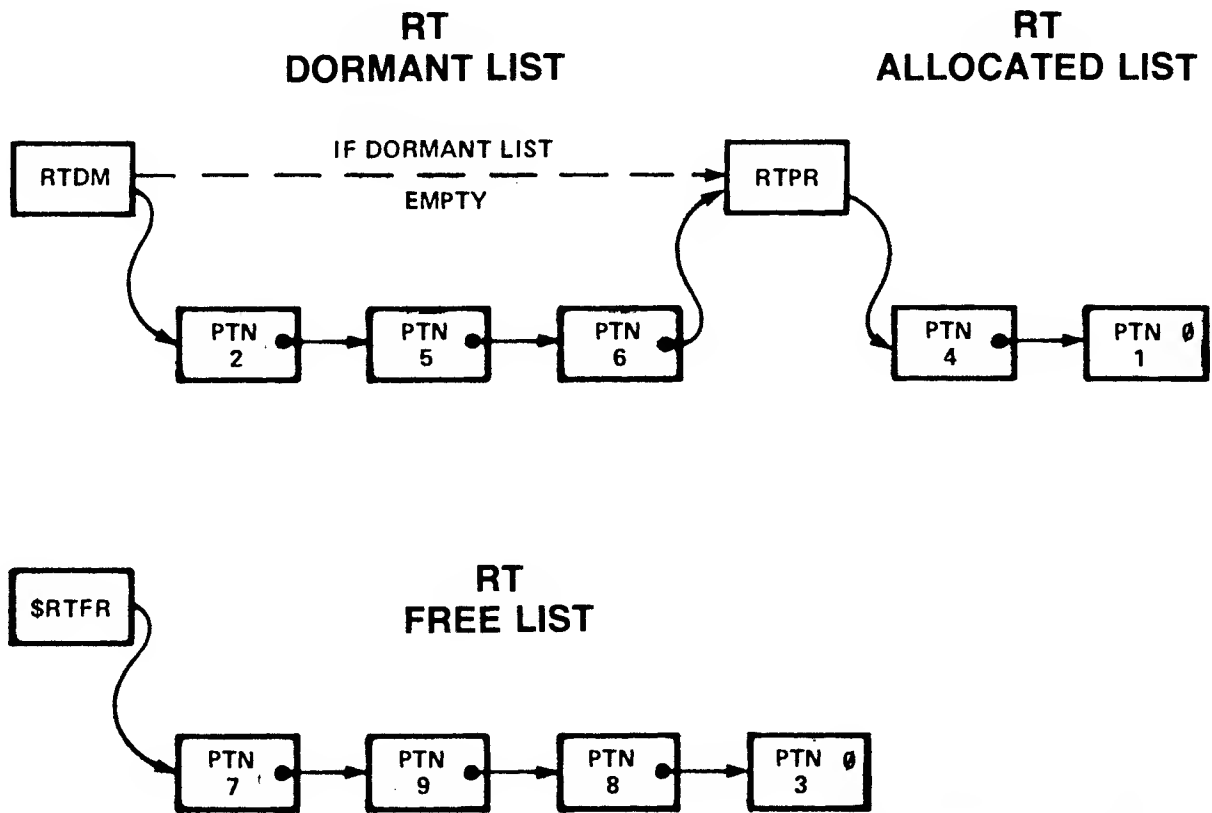 RT
DORMANT LIST
RT
ALLOCATED LIST
RTDM
IF DORMANT LIST
EMPTY
RTPR
PTN
2
PTN
5
PTN
6
PTN
4
PTN Ø
1
$RTFR
RT
FREE LIST
PTN
7
PTN
9
PTN
8
PTN Ø
3